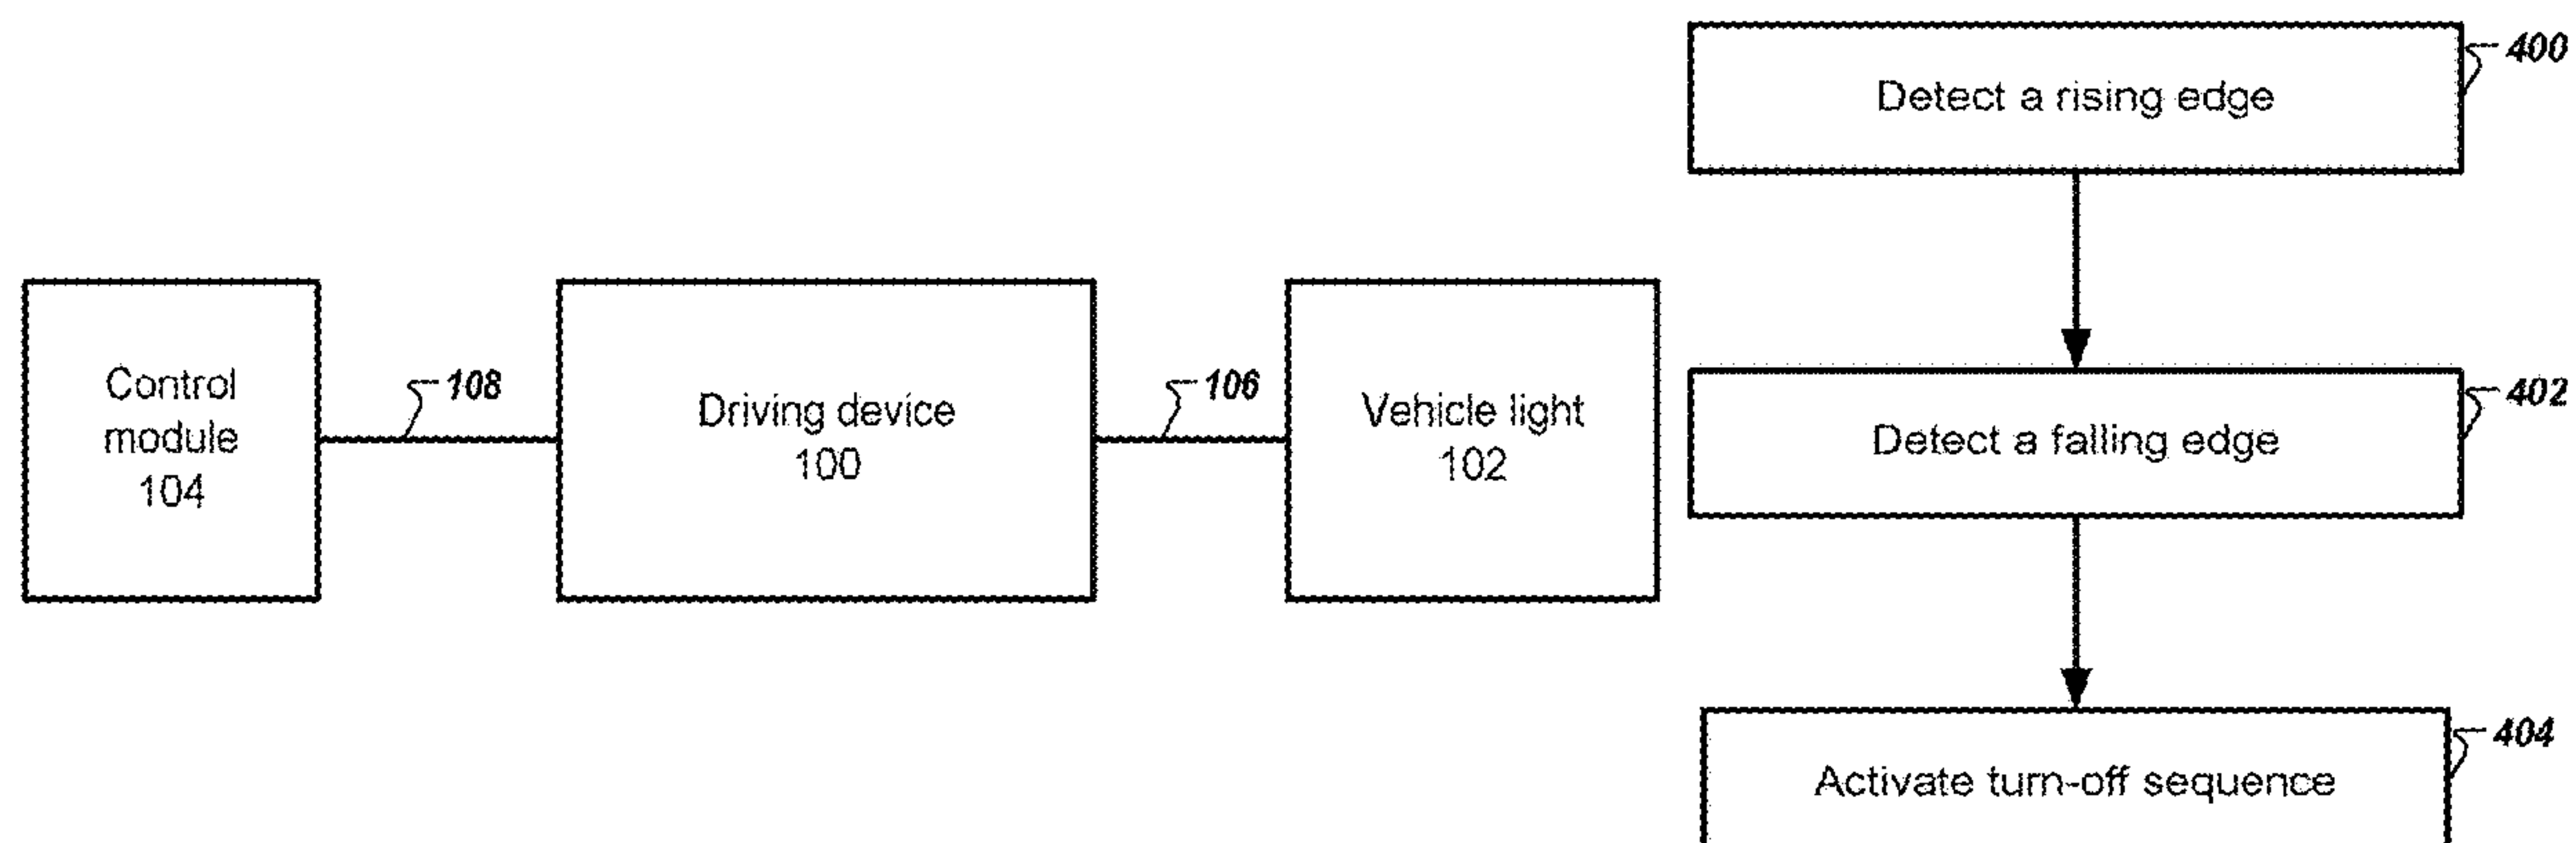 Control
module
104
108
Driving device
100
106
Vehicle light
102
Detect a rising edge
400
Detect a falling edge
402
Activate turn-off sequence
404